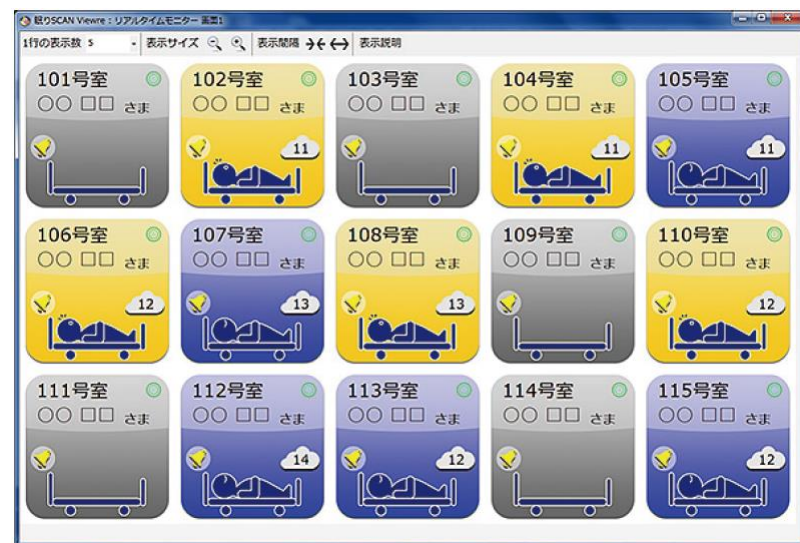 眠りSCAN Viewre：リアルタイムモニター 画面1
1行の表示数 5 表示サイズ 表示間隔 表示説明
101号室 102号室 103号室 104号室 105号室
○○ □□ さま ○○ □□ さま ○○ □□ さま ○○ □□ さま ○○ □□ さま
11 11 11
106号室 107号室 108号室 109号室 110号室
○○ □□ さま ○○ □□ さま ○○ □□ さま ○○ □□ さま ○○ □□ さま
12 13 13 12
111号室 112号室 113号室 114号室 115号室
○○ □□ さま ○○ □□ さま ○○ □□ さま ○○ □□ さま ○○ □□ さま
14 12 12